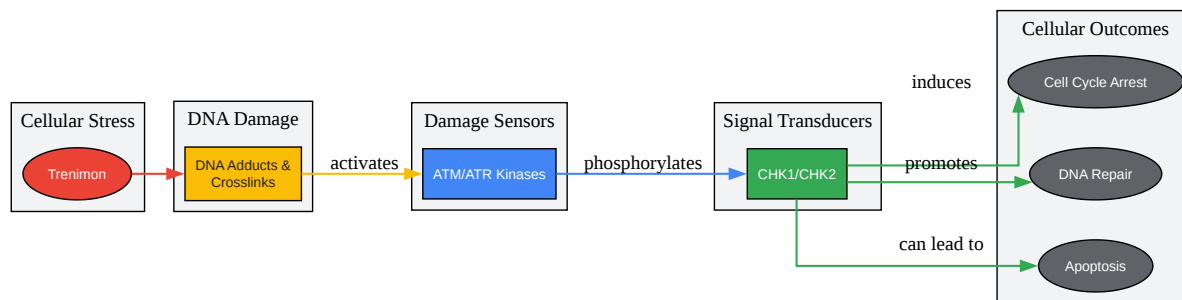 Cellular Stress
Trenimon
DNA Damage
DNA Adducts &
Crosslinks
activates
Damage Sensors
ATM/ATR Kinases
phosphorylates
Signal Transducers
CHK1/CHK2
induces
promotes
can lead to
Cellular Outcomes
Cell Cycle Arrest
DNA Repair
Apoptosis